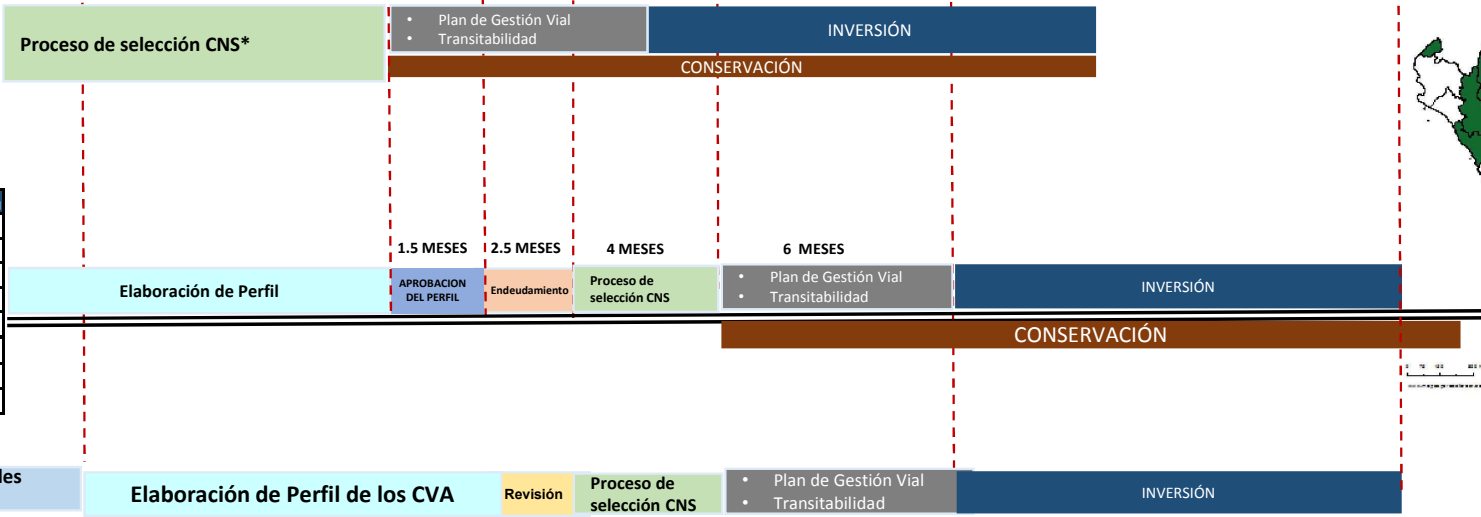 Proceso de selección CNS*
• Plan de Gestión Vial
• Transitabilidad
INVERSIÓN
CONSERVACIÓN
1.5 MESES
2.5 MESES
4 MESES
6 MESES
Elaboración de Perfil
APROBACION
DEL PERFIL
Endeudamiento
Proceso de
selección CNS
• Plan de Gestión Vial
• Transitabilidad
INVERSIÓN
CONSERVACIÓN
Elaboración de Perfil de los CVA
Revisión
Proceso de
selección CNS
• Plan de Gestión Vial
• Transitabilidad
INVERSIÓN